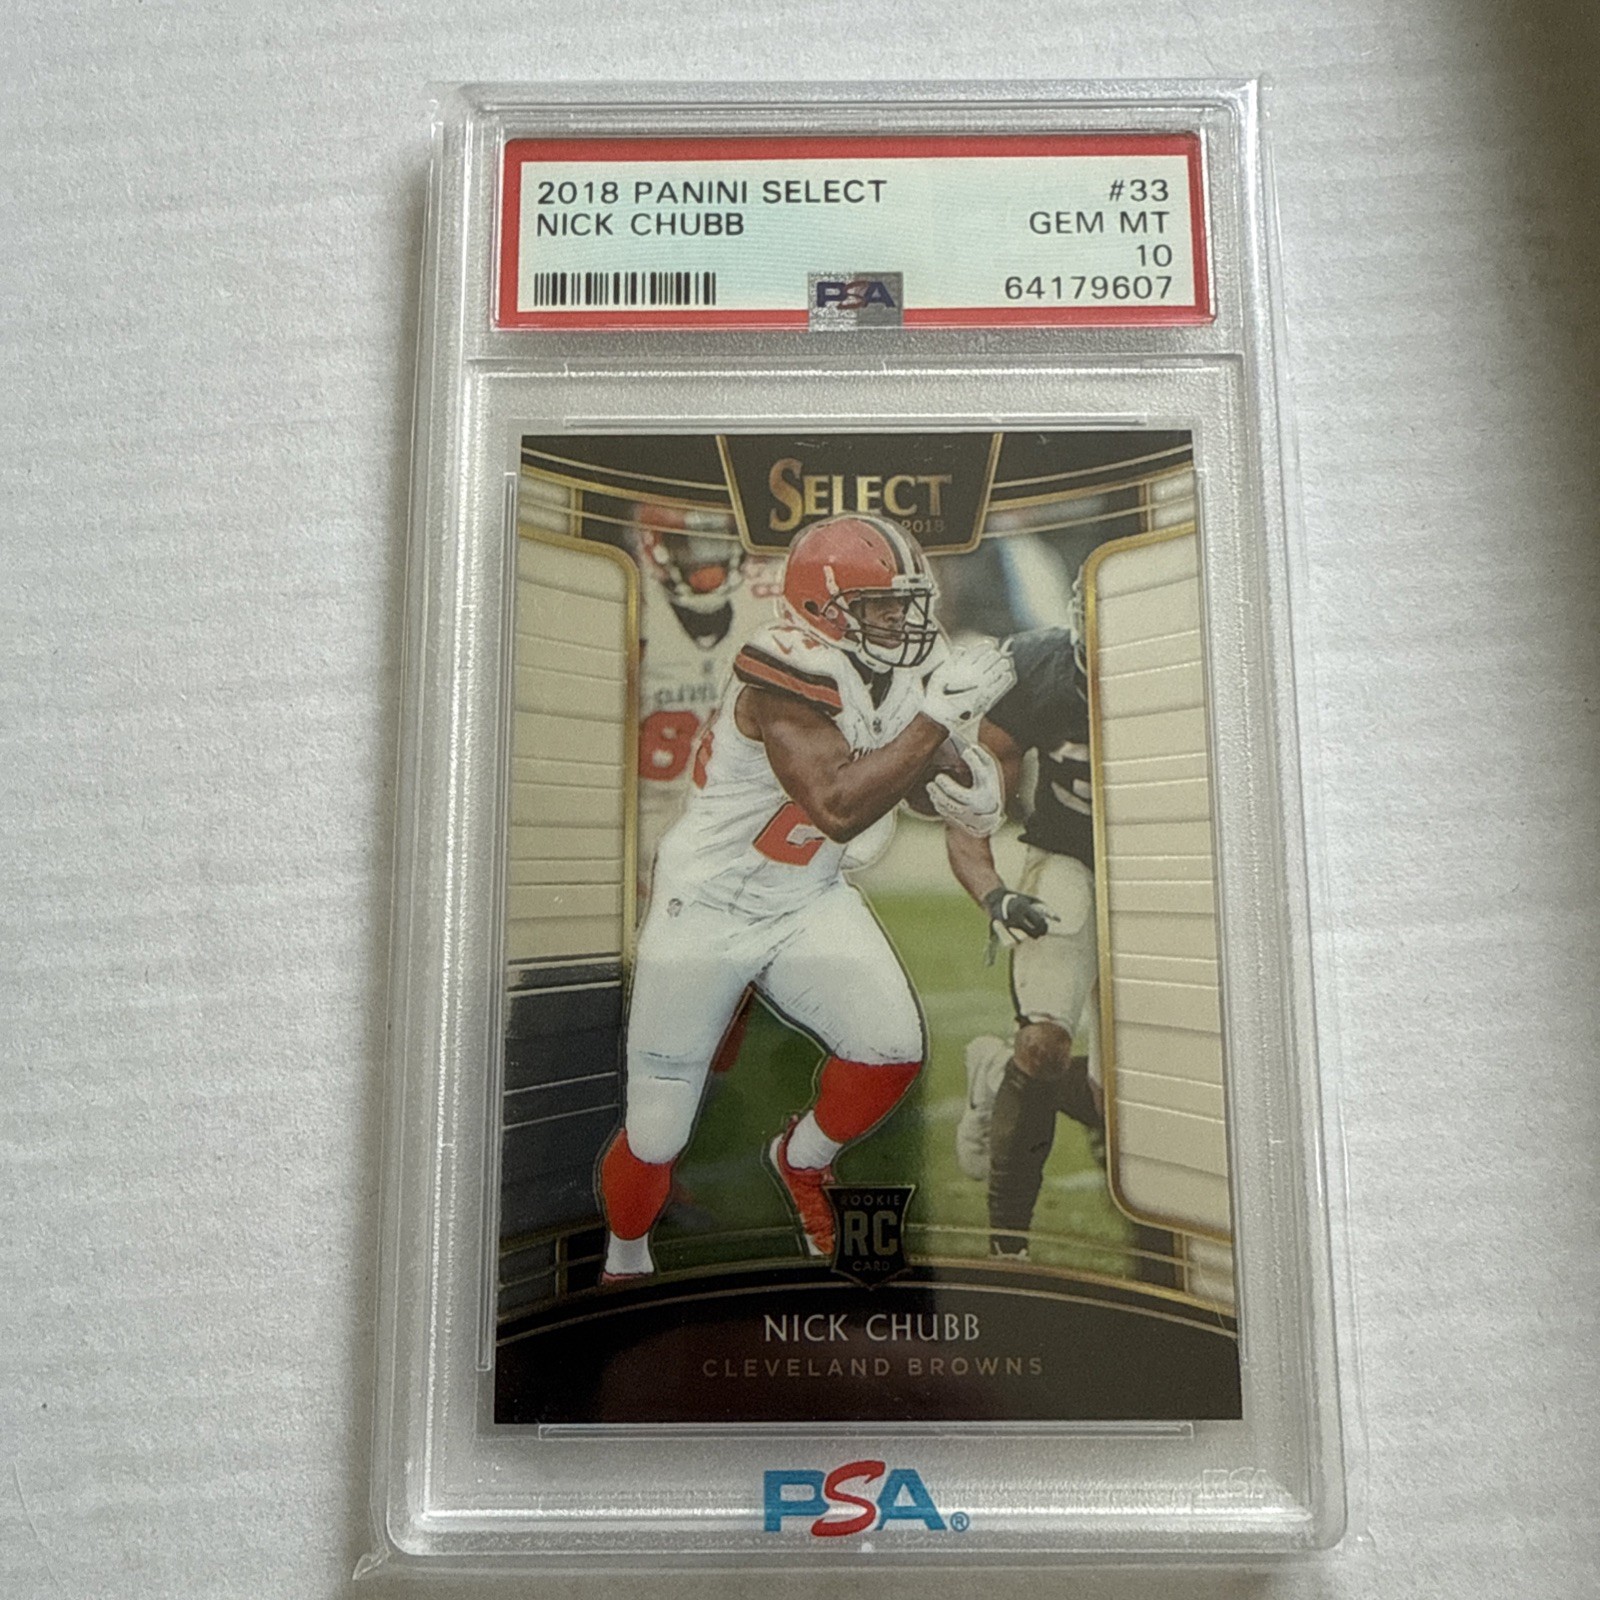 2018 PANINI SELECT #33
NICK CHUBB GEM MT
10
PSA 64179607
SELECT
2018
ROOKIE
RC
CARD
NICK CHUBB
CLEVELAND BROWNS
PSA®